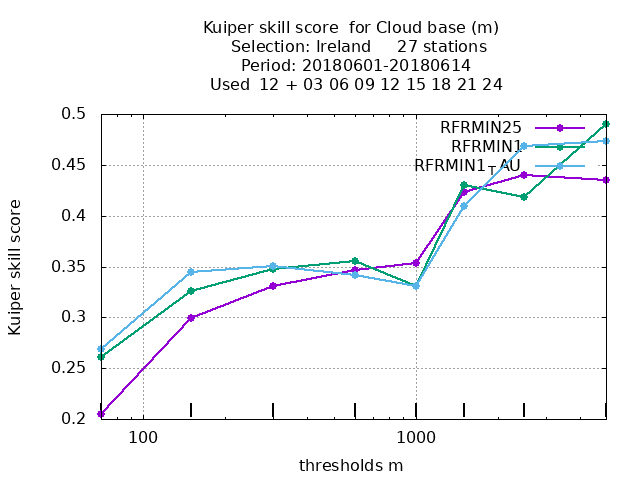 Kuiper skill score for Cloud base (m)
Selection: Ireland 27 stations
Period: 20180601-20180614
Used 12 + 03 06 09 12 15 18 21 24
RFRMIN25
RFRMIN1
RFRMIN1TAU
Kuiper skill score
0.5
0.45
0.4
0.35
0.3
0.25
0.2
100
1000
thresholds m